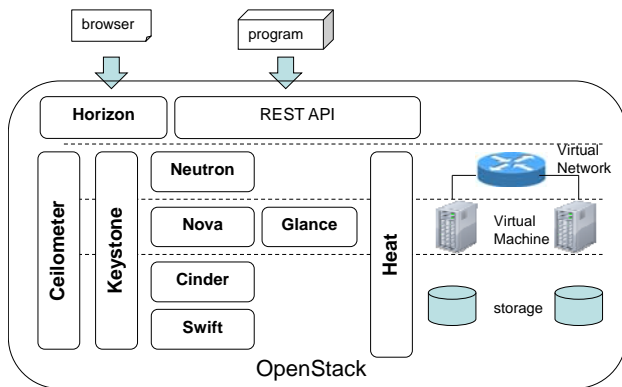 browser
program
Horizon
REST API
Ceilometer
Keystone
Neutron
Nova
Glance
Cinder
Swift
Heat
Virtual
Network
Virtual
Machine
storage
OpenStack